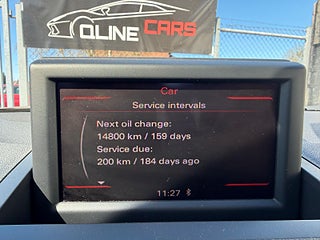 QLINE CARS
Car
Service intervals
Next oil change:
14800 km / 159 days
Service due:
200 km / 184 days ago
11:27